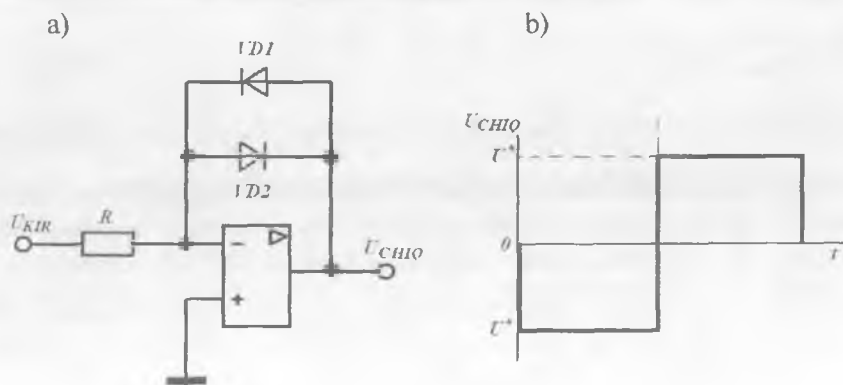 a)
b)
VD1
VD2
U_KIR
R
U_CHIQ
−
+
U_CHIQ
U*
0
t
U*